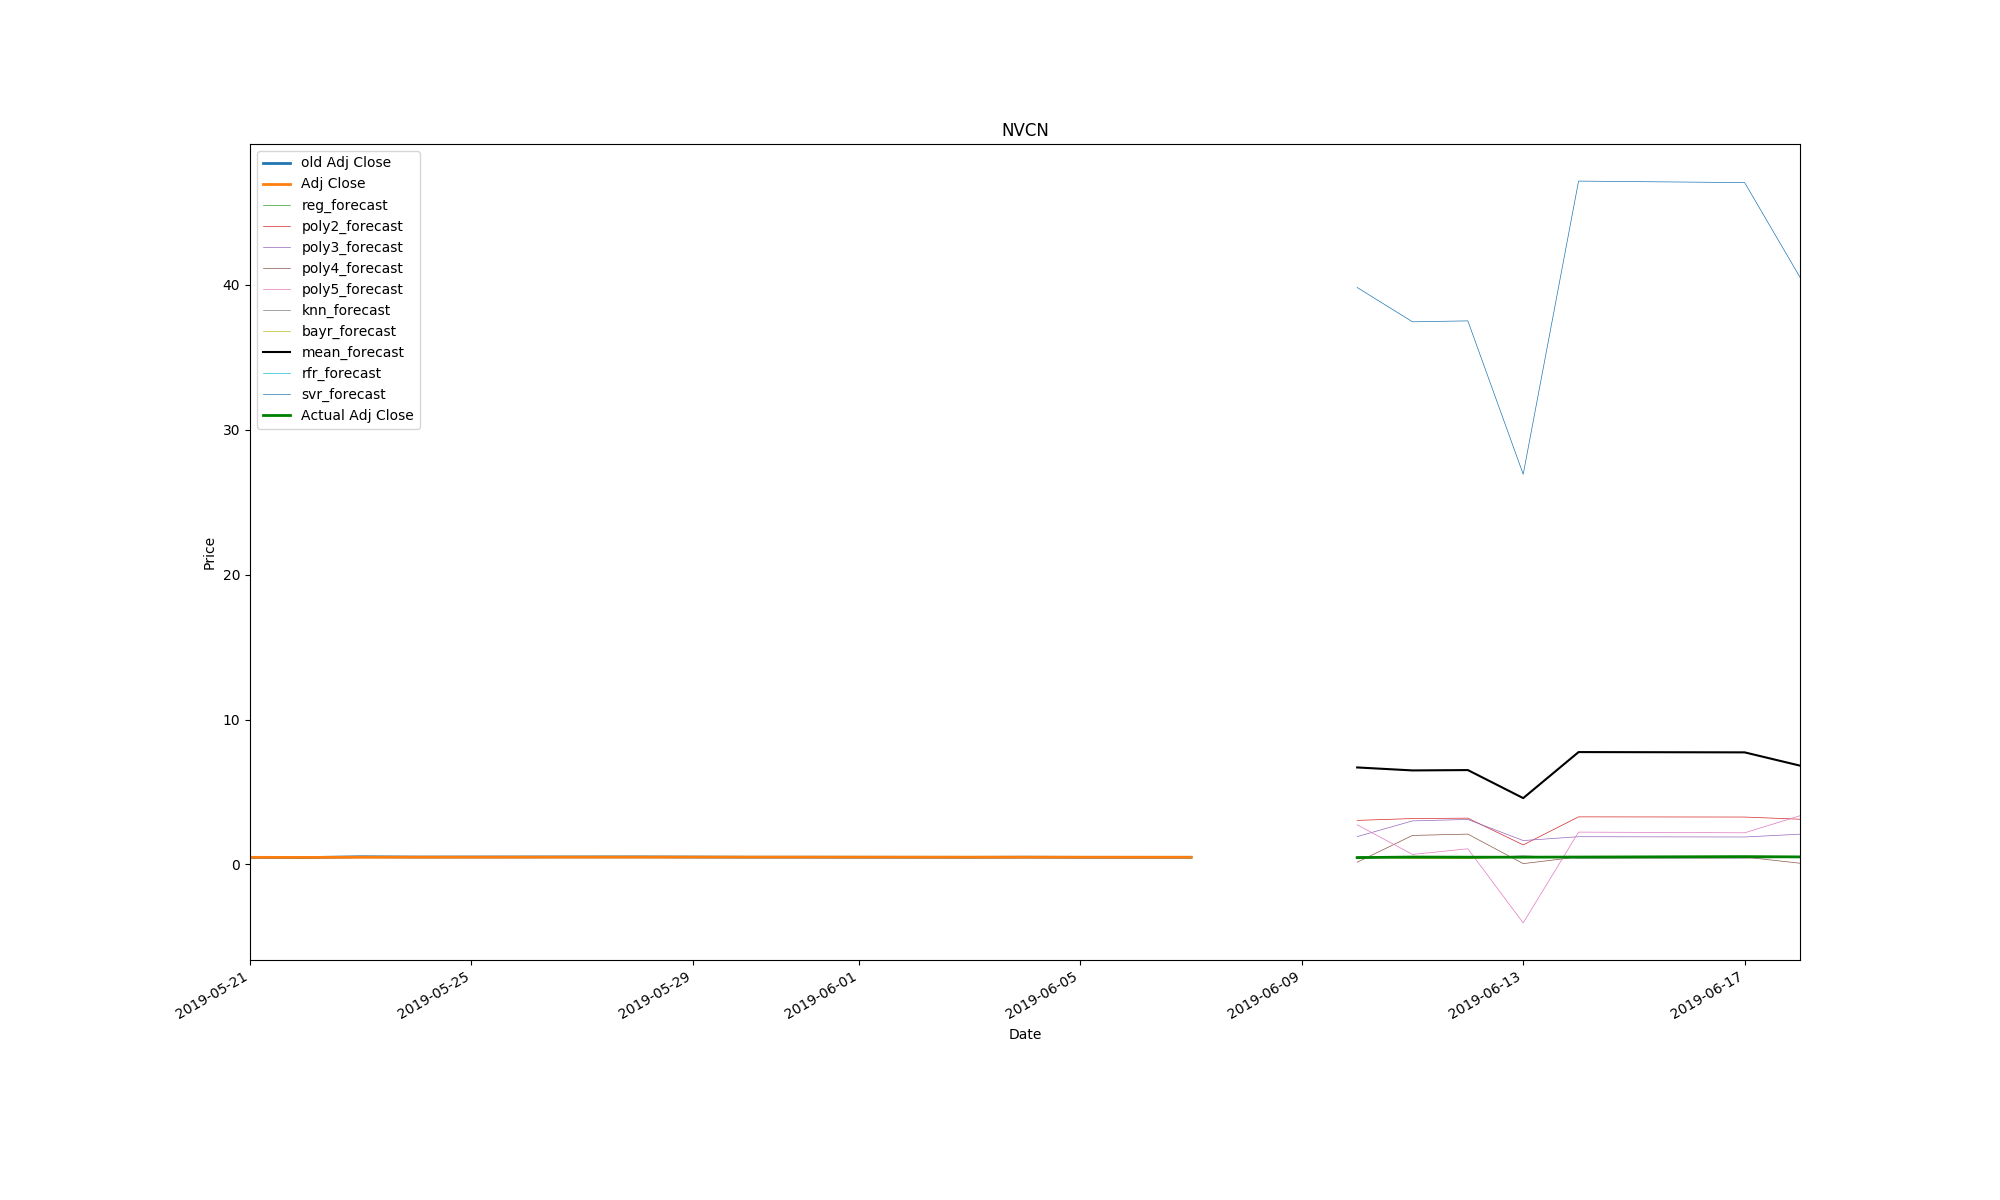 NVCN
old Adj Close
Adj Close
reg_forecast
poly2_forecast
poly3_forecast
poly4_forecast
poly5_forecast
knn_forecast
bayr_forecast
mean_forecast
rfr_forecast
svr_forecast
Actual Adj Close
Price
40
30
20
10
0
2019-05-21
2019-05-25
2019-05-29
2019-06-01
2019-06-05
2019-06-09
2019-06-13
2019-06-17
Date